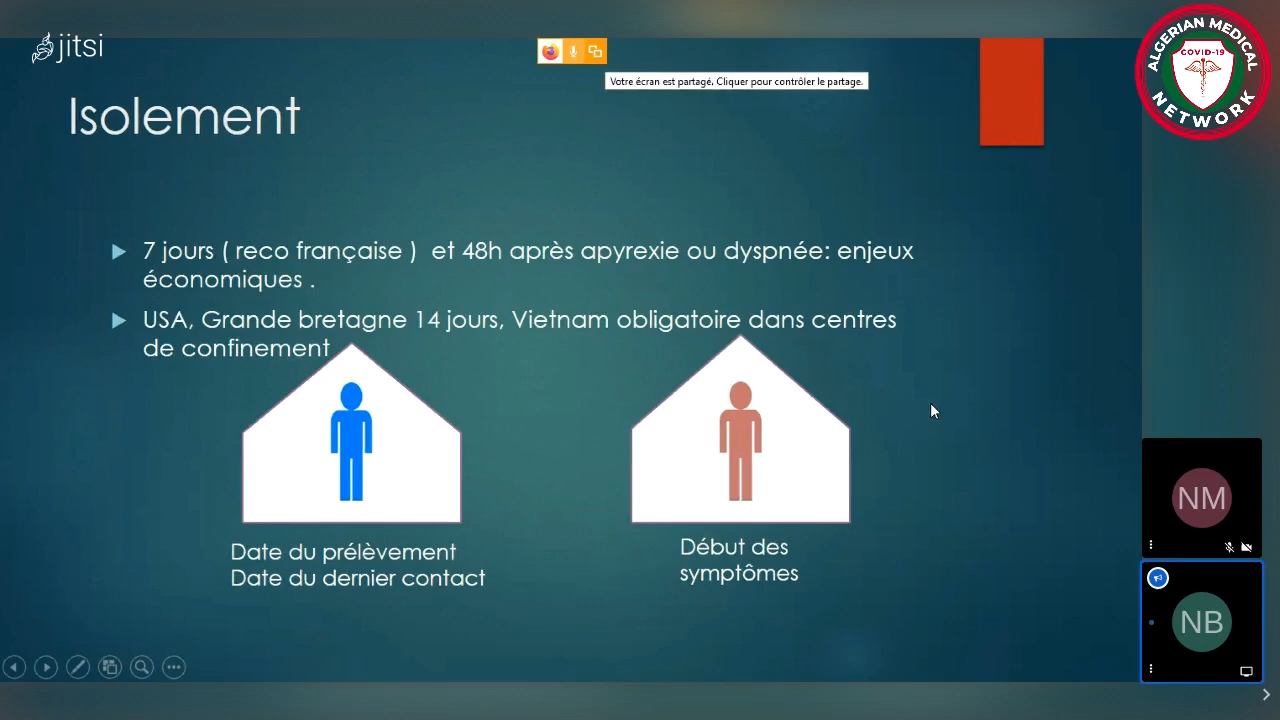 jitsi
Votre écran est partagé. Cliquer pour contrôler le partage.
ALGERIAN MEDICAL
COVID-19
NETWORK
Isolement
7 jours ( reco française ) et 48h après apyrexie ou dyspnée: enjeux
économiques .
USA, Grande bretagne 14 jours, Vietnam obligatoire dans centres
de confinement
Date du prélèvement
Date du dernier contact
Début des
symptômes
NM
NB